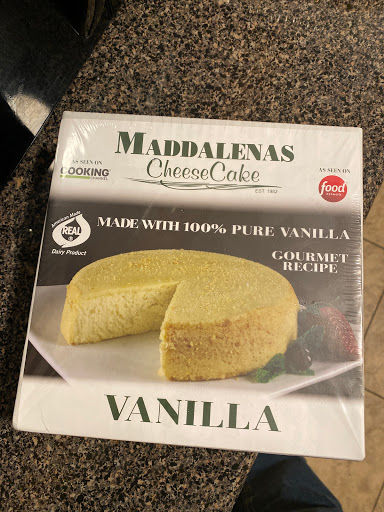 MADDALENAS
CheeseCake
EST. 1982
AS SEEN ON
COOKING
CHANNEL
AS SEEN ON
food
NETWORK
American Made
REAL
Dairy Product
MADE WITH 100% PURE VANILLA
GOURMET
RECIPE
VANILLA